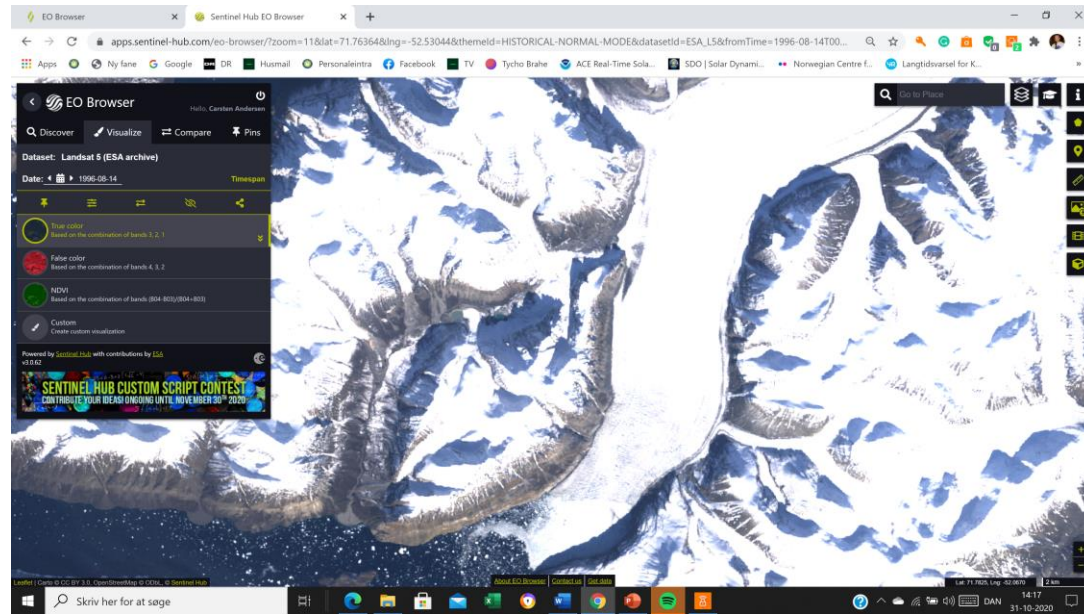 EO Browser
Sentinel Hub EO Browser
apps.sentinel-hub.com/eo-browser/?zoom=11&lat=71.76364&lng=-52.53044&themeId=HISTORICAL-NORMAL-MODE&datasetId=ESA_L5&fromTime=1996-08-14T00...
Apps
Ny fane
Google
DR
Husmail
Personaleintra
Facebook
TV
Tycho Brahe
ACE Real-Time Sola...
SDO | Solar Dynami...
Norwegian Centre f...
Langtidsvarsel for K...
EO Browser
Hello, Carsten Andersen
Go to Place
Discover
Visualize
Compare
Pins
Dataset: Landsat 5 (ESA archive)
Date: 1996-08-14
Timespan
True color
Based on the combination of bands 3, 2, 1
False color
Based on the combination of bands 4, 3, 2
NDVI
Based on the combination of bands (B04-B03)/(B04+B03)
Custom
Create custom visualization
Powered by Sentinel Hub with contributions by ESA
v3.0.62
SENTINEL HUB CUSTOM SCRIPT CONTEST
CONTRIBUTE YOUR IDEAS! ONGOING UNTIL NOVEMBER 30TH 2020
Leaflet | Carto © CC BY 3.0, OpenStreetMap © ODbL, © Sentinel Hub
About EO Browser | Contact us | Get data
Lat: 71.7825, Lng: -52.0670
2 km
Skriv her for at søge
DAN
14:17
31-10-2020